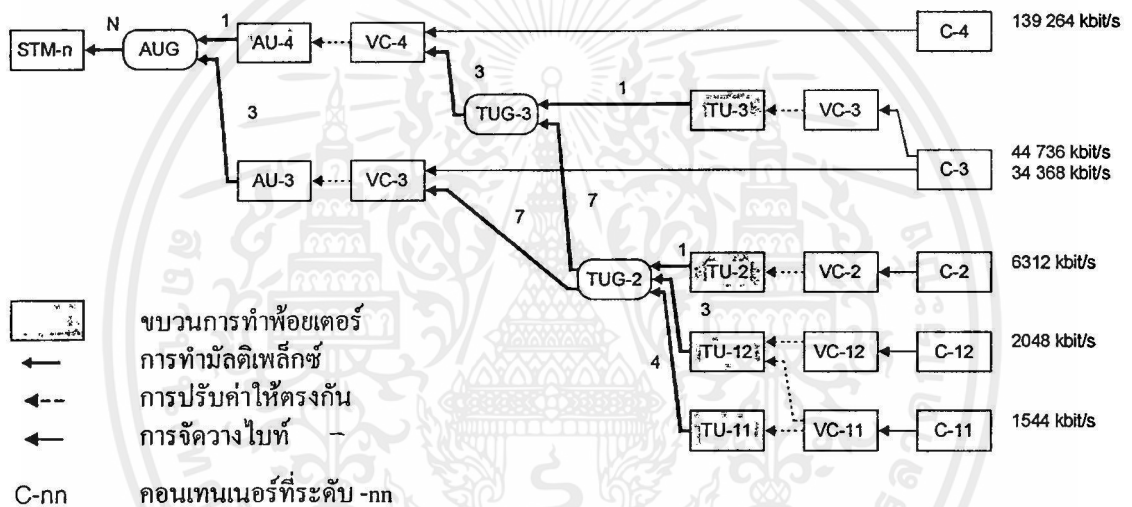 N 1 139 264 kbit/s
STM-n AUG AU-4 VC-4 C-4
3 1
TUG-3 TU-3 VC-3
3
44 736 kbit/s
AU-3 VC-3 C-3 34 368 kbit/s
7 7
1
TUG-2 TU-2 VC-2 C-2 6312 kbit/s
3
ขบวนการทำพ้อยเตอร์
การทำมัลติเพล็กซ์ 4 TU-12 VC-12 C-12 2048 kbit/s
การปรับค่าให้ตรงกัน
การจัดวางไบท์ TU-11 VC-11 C-11 1544 kbit/s
C-nn คอนเทนเนอร์ที่ระดับ -nn